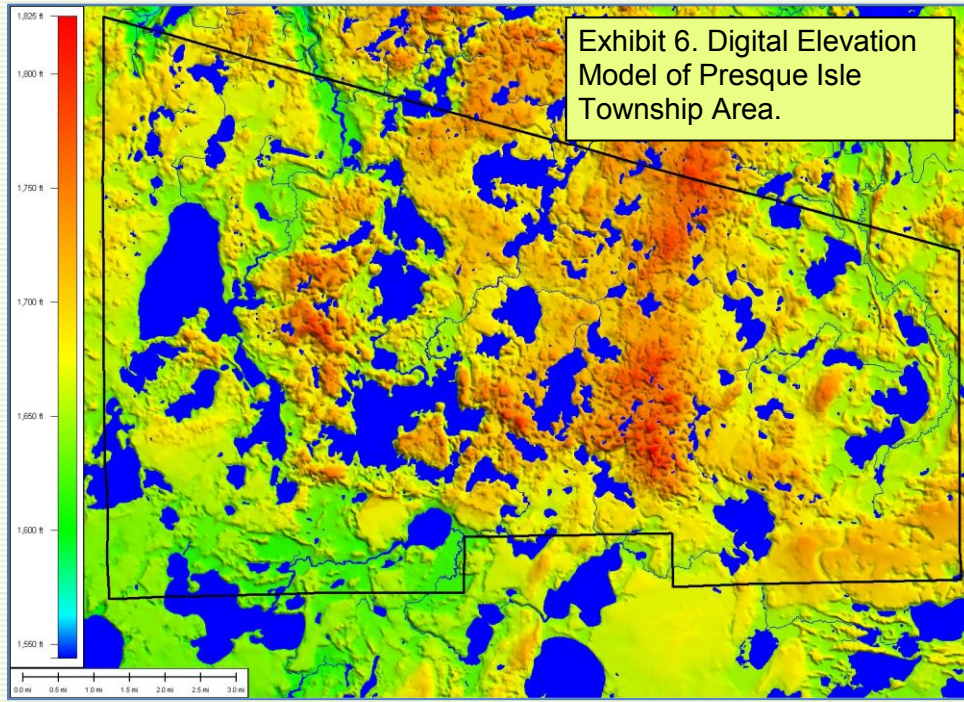 1,825 ft
1,800 ft
1,750 ft
1,700 ft
1,650 ft
1,600 ft
1,550 ft
Exhibit 6. Digital Elevation
Model of Presque Isle
Township Area.
0.0 mi 0.5 mi 1.0 mi 1.5 mi 2.0 mi 2.5 mi 3.0 mi